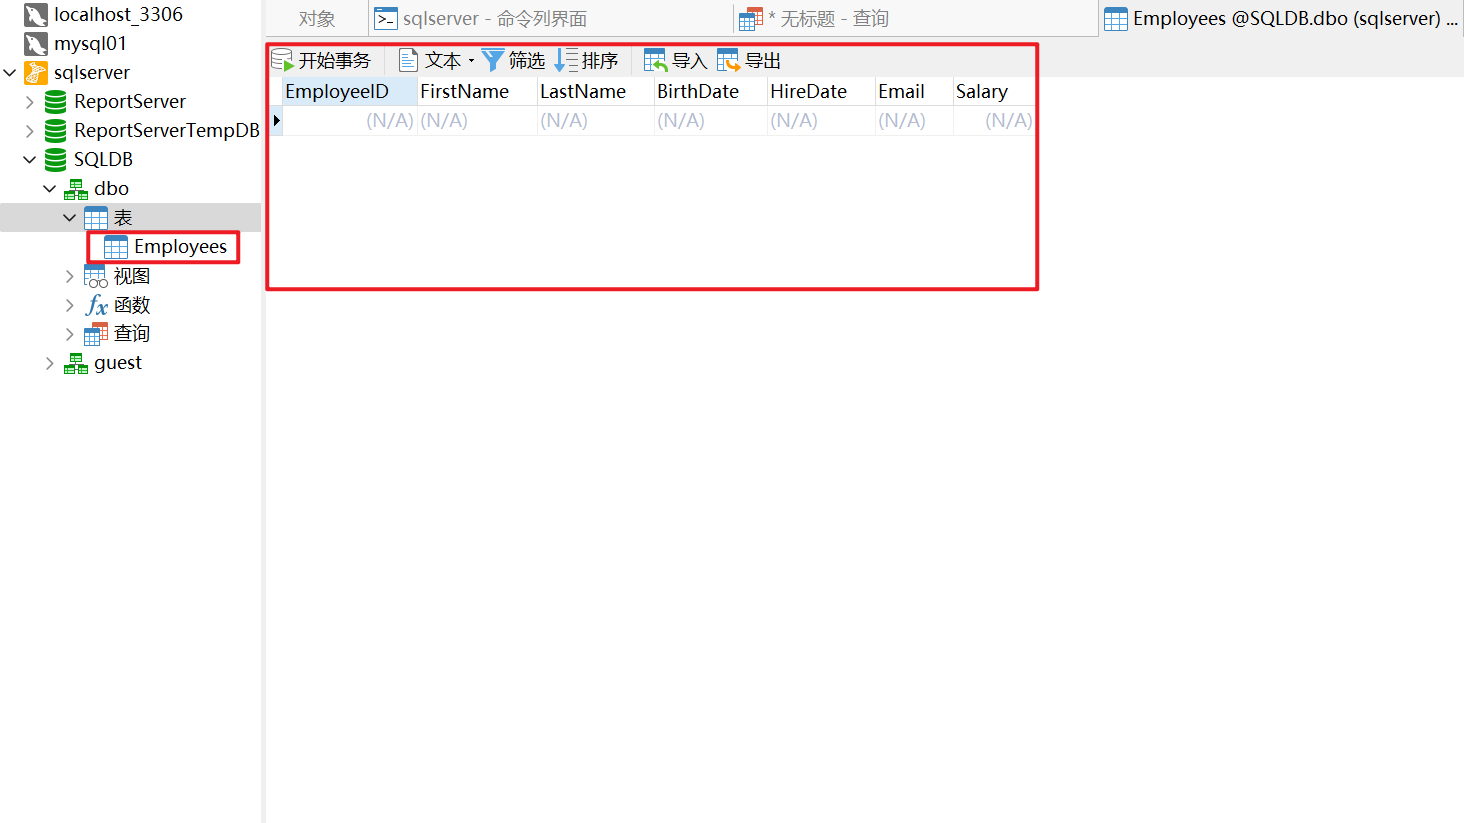 localhost_3306
mysql01
sqlserver
ReportServer
ReportServerTempDB
SQLDB
dbo
表
Employees
视图
fx 函数
查询
guest
对象 sqlserver - 命令列界面 * 无标题 - 查询 Employees @SQLDB.dbo (sqlserver) ...
开始事务 文本 筛选 排序 导入 导出
EmployeeID FirstName LastName BirthDate HireDate Email Salary
(N/A) (N/A) (N/A) (N/A) (N/A) (N/A) (N/A)